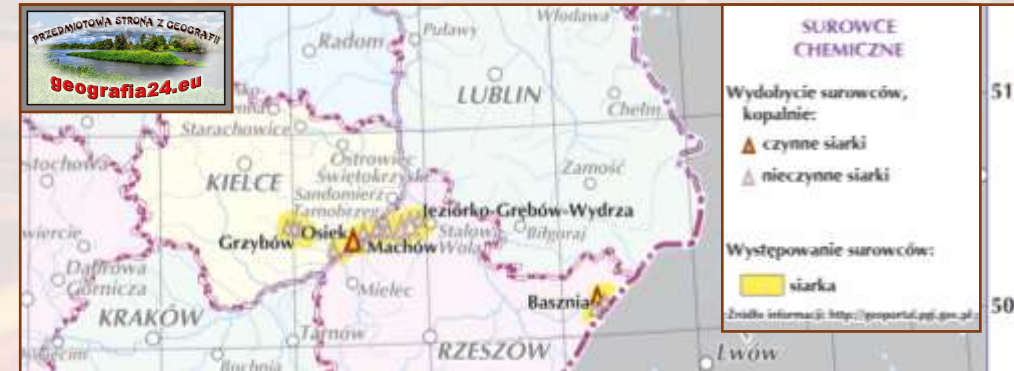 PRZEDMIOTOWA STRONA Z GEOGRAFII
geografia24.eu
Radom
Puławy
Włodawa
LUBLIN
Chełm
Starachowice
Ostrowiec
Świętokrzyski
KIELCE
Sandomierz
Tarnobrzeg
Zamość
Jeziórko-Grębów-Wydrza
Grzybów
Osiek
Machów
Stalowa
Wola
Biłgoraj
Dąbrowa
Górnicza
Mielec
Basznia
KRAKÓW
Tarnów
RZESZÓW
Bochnia
Lwów
SUROWCE
CHEMICZNE
Wydobycie surowców,
kopalnie:
czynne siarki
nieczynne siarki
Występowanie surowców:
siarka
Źródło informacji: http://geoportal.pgi.gov.pl
51
50